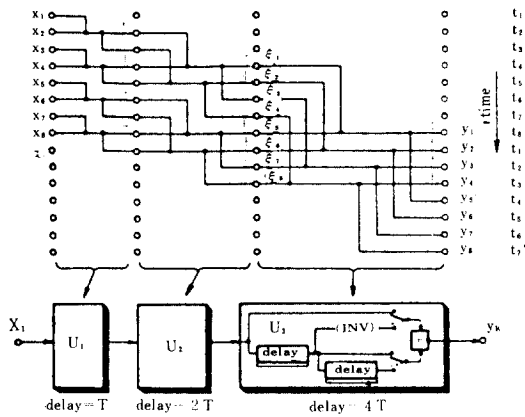 X₁ t₁
X₂ t₂
X₃ t₃
X₄ ξ₁ t₄
X₅ ξ₂ t₅
X₆ ξ₃ t₆
X₇ ξ₄ t₇
X₈ ξ₅ y₁ t₈
ξ₆ y₂ t₁
ξ₇ y₃ t₂
ξ₈ y₄ t₃
y₅ t₄
y₆ t₅
y₇ t₆
y₈ t₇'
time
X₁
U₁
U₂
U₃
(INV)
delay
delay
yₖ
delay=T
delay=2T
delay=4T